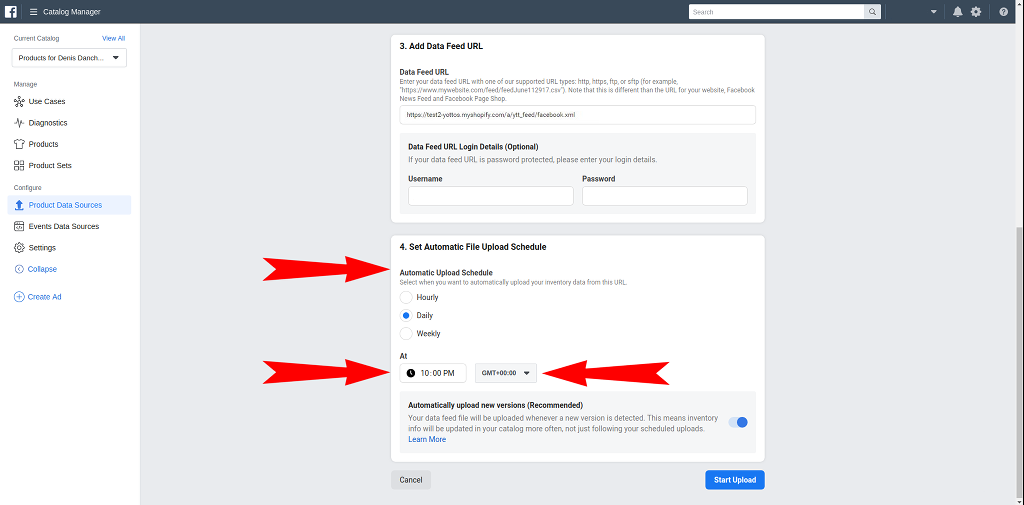 Catalog Manager
Search
Current Catalog
View All
Products for Denis Danch...
Manage
Use Cases
Diagnostics
Products
Product Sets
Configure
Product Data Sources
Events Data Sources
Settings
Collapse
Create Ad
3. Add Data Feed URL
Data Feed URL
Enter your data feed URL with one of our supported URL types: http, https, ftp, or sftp (for example,
"https://www.mywebsite.com/feed/feedJune112917.csv"). Note that this is different than the URL for your website, Facebook
News Feed and Facebook Page Shop.
https://test2-yottos.myshopify.com/a/ytt_feed/facebook.xml
Data Feed URL Login Details (Optional)
If your data feed URL is password protected, please enter your login details.
Username
Password
4. Set Automatic File Upload Schedule
Automatic Upload Schedule
Select when you want to automatically upload your inventory data from this URL.
Hourly
Daily
Weekly
At
10:00 PM
GMT+00:00
Automatically upload new versions (Recommended)
Your data feed file will be uploaded whenever a new version is detected. This means inventory
info will be updated in your catalog more often, not just following your scheduled uploads.
Learn More
Cancel
Start Upload